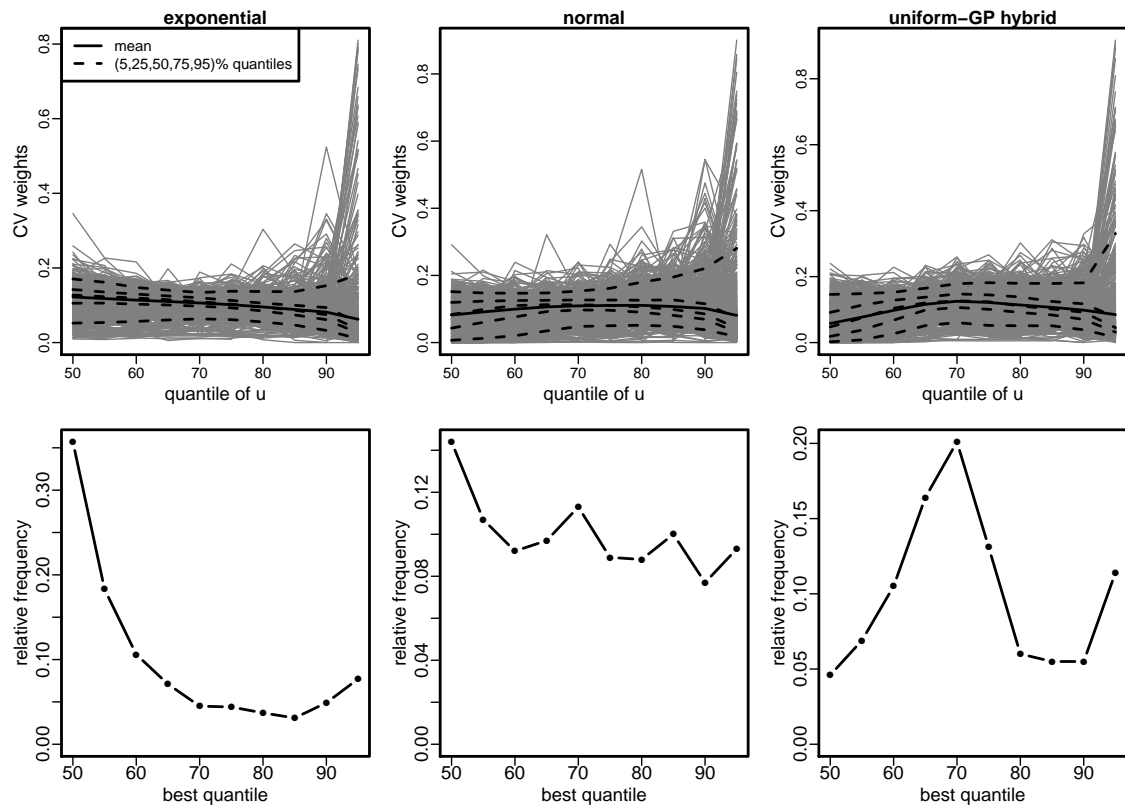 exponential
mean
(5,25,50,75,95)% quantiles
CV weights
0.0 0.2 0.4 0.6 0.8
50 60 70 80 90
quantile of u
normal
CV weights
0.0 0.2 0.4 0.6 0.8
50 60 70 80 90
quantile of u
uniform−GP hybrid
CV weights
0.0 0.2 0.4 0.6 0.8
50 60 70 80 90
quantile of u
relative frequency
0.00 0.10 0.20 0.30
50 60 70 80 90
best quantile
relative frequency
0.00 0.04 0.08 0.12
50 60 70 80 90
best quantile
relative frequency
0.00 0.05 0.10 0.15 0.20
50 60 70 80 90
best quantile